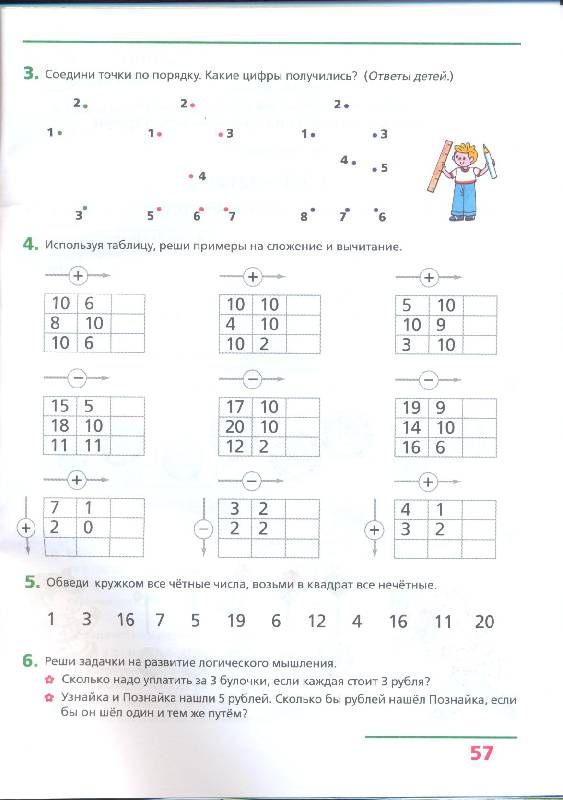 3. Соедини точки по порядку. Какие цифры получились? (Ответы детей.)
2 2 2
1 1 3 1 3
4 4 5
3 5 6 7 8 7 6
4. Используя таблицу, реши примеры на сложение и вычитание.
+ + +
10 6 10 10 5 10
8 10 4 10 10 9
10 6 10 2 3 10
− − −
15 5 17 10 19 9
18 10 20 10 14 10
11 11 12 2 16 6
+ − +
7 1 3 2 4 1
+ 2 0 − 2 2 + 3 2
5. Обведи кружком все чётные числа, возьми в квадрат все нечётные.
1 3 16 7 5 19 6 12 4 16 11 20
6. Реши задачки на развитие логического мышления.
Сколько надо уплатить за 3 булочки, если каждая стоит 3 рубля?
Узнайка и Познайка нашли 5 рублей. Сколько бы рублей нашёл Познайка, если
бы он шёл один и тем же путём?
57